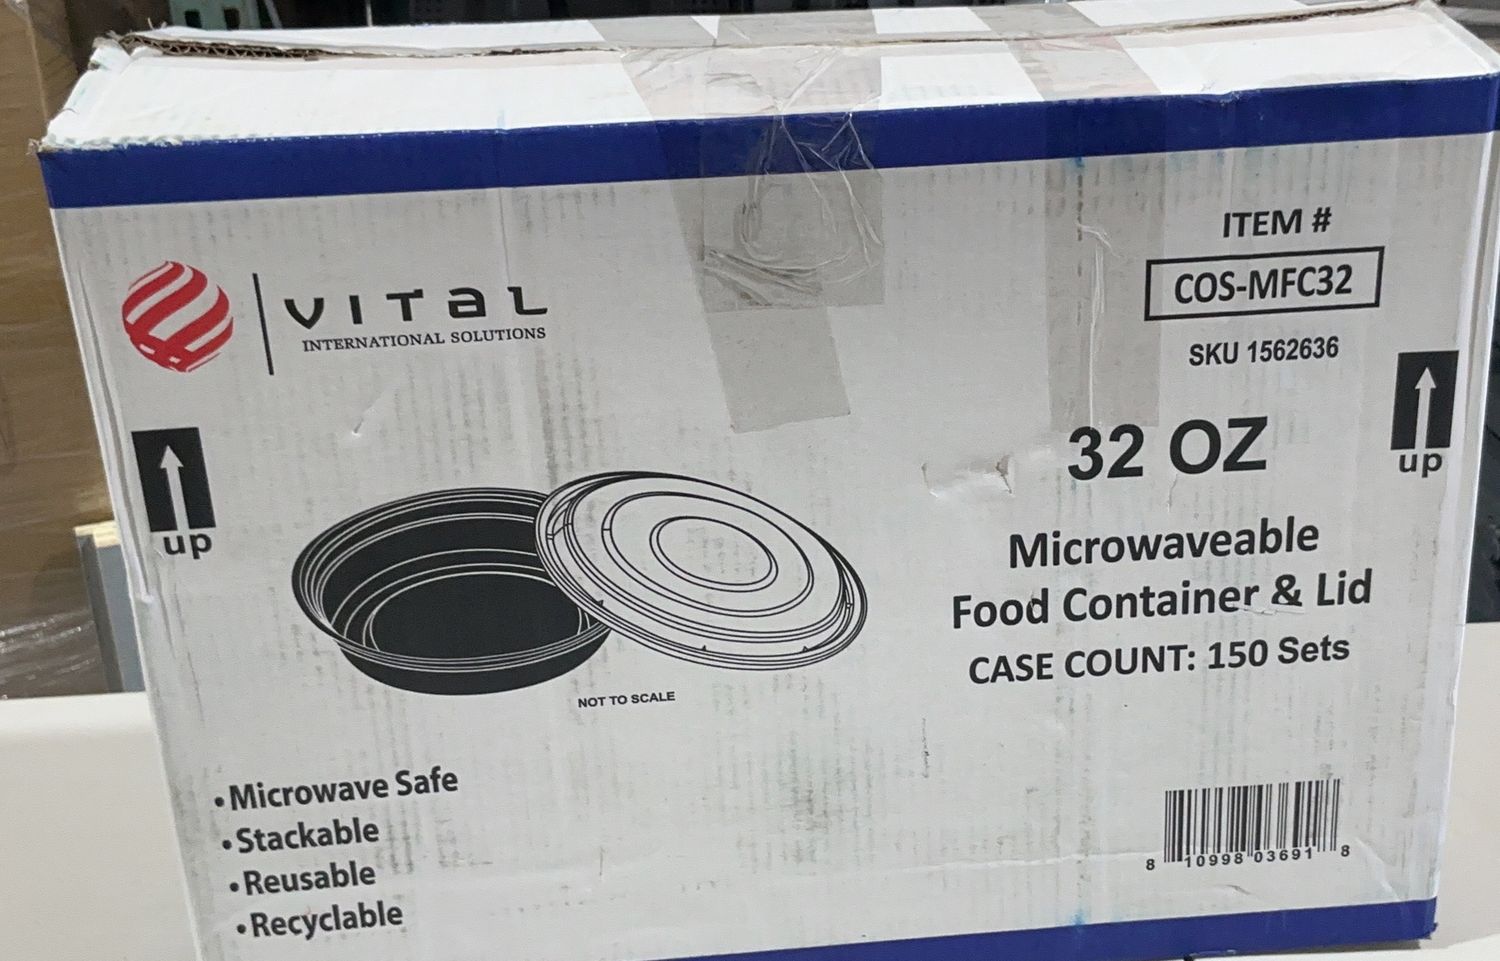 VITAL
INTERNATIONAL SOLUTIONS
ITEM #
COS-MFC32
SKU 1562636
up
up
32 OZ
Microwaveable
Food Container & Lid
CASE COUNT: 150 Sets
NOT TO SCALE
•Microwave Safe
•Stackable
•Reusable
•Recyclable
8 10998 03691 8